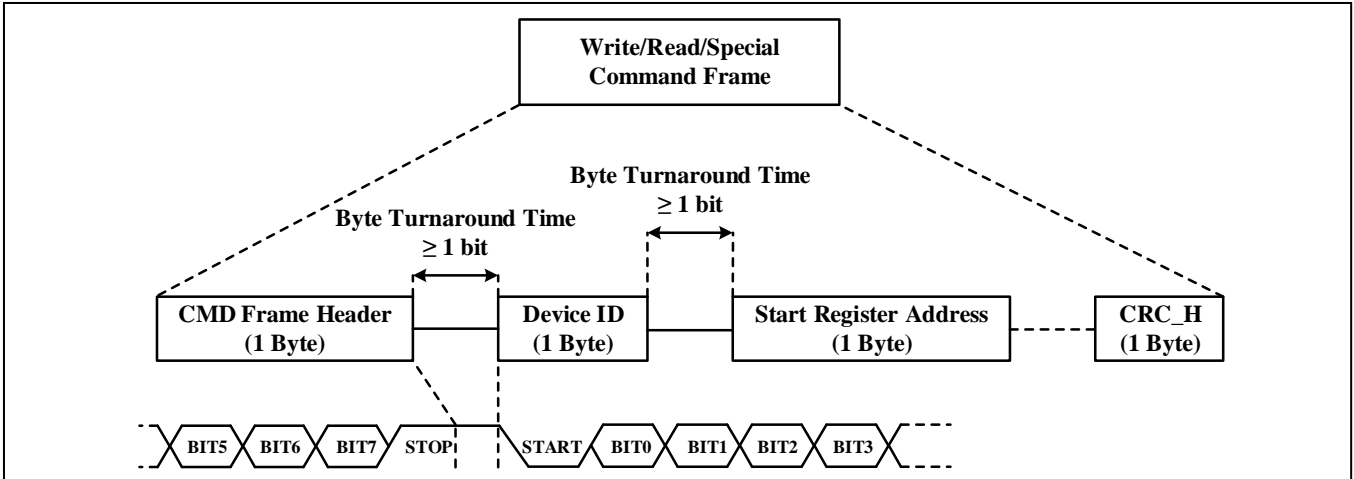 Write/Read/Special
Command Frame
Byte Turnaround Time
≥ 1 bit
Byte Turnaround Time
≥ 1 bit
CMD Frame Header
(1 Byte)
Device ID
(1 Byte)
Start Register Address
(1 Byte)
CRC_H
(1 Byte)
BIT5 BIT6 BIT7 STOP START BIT0 BIT1 BIT2 BIT3